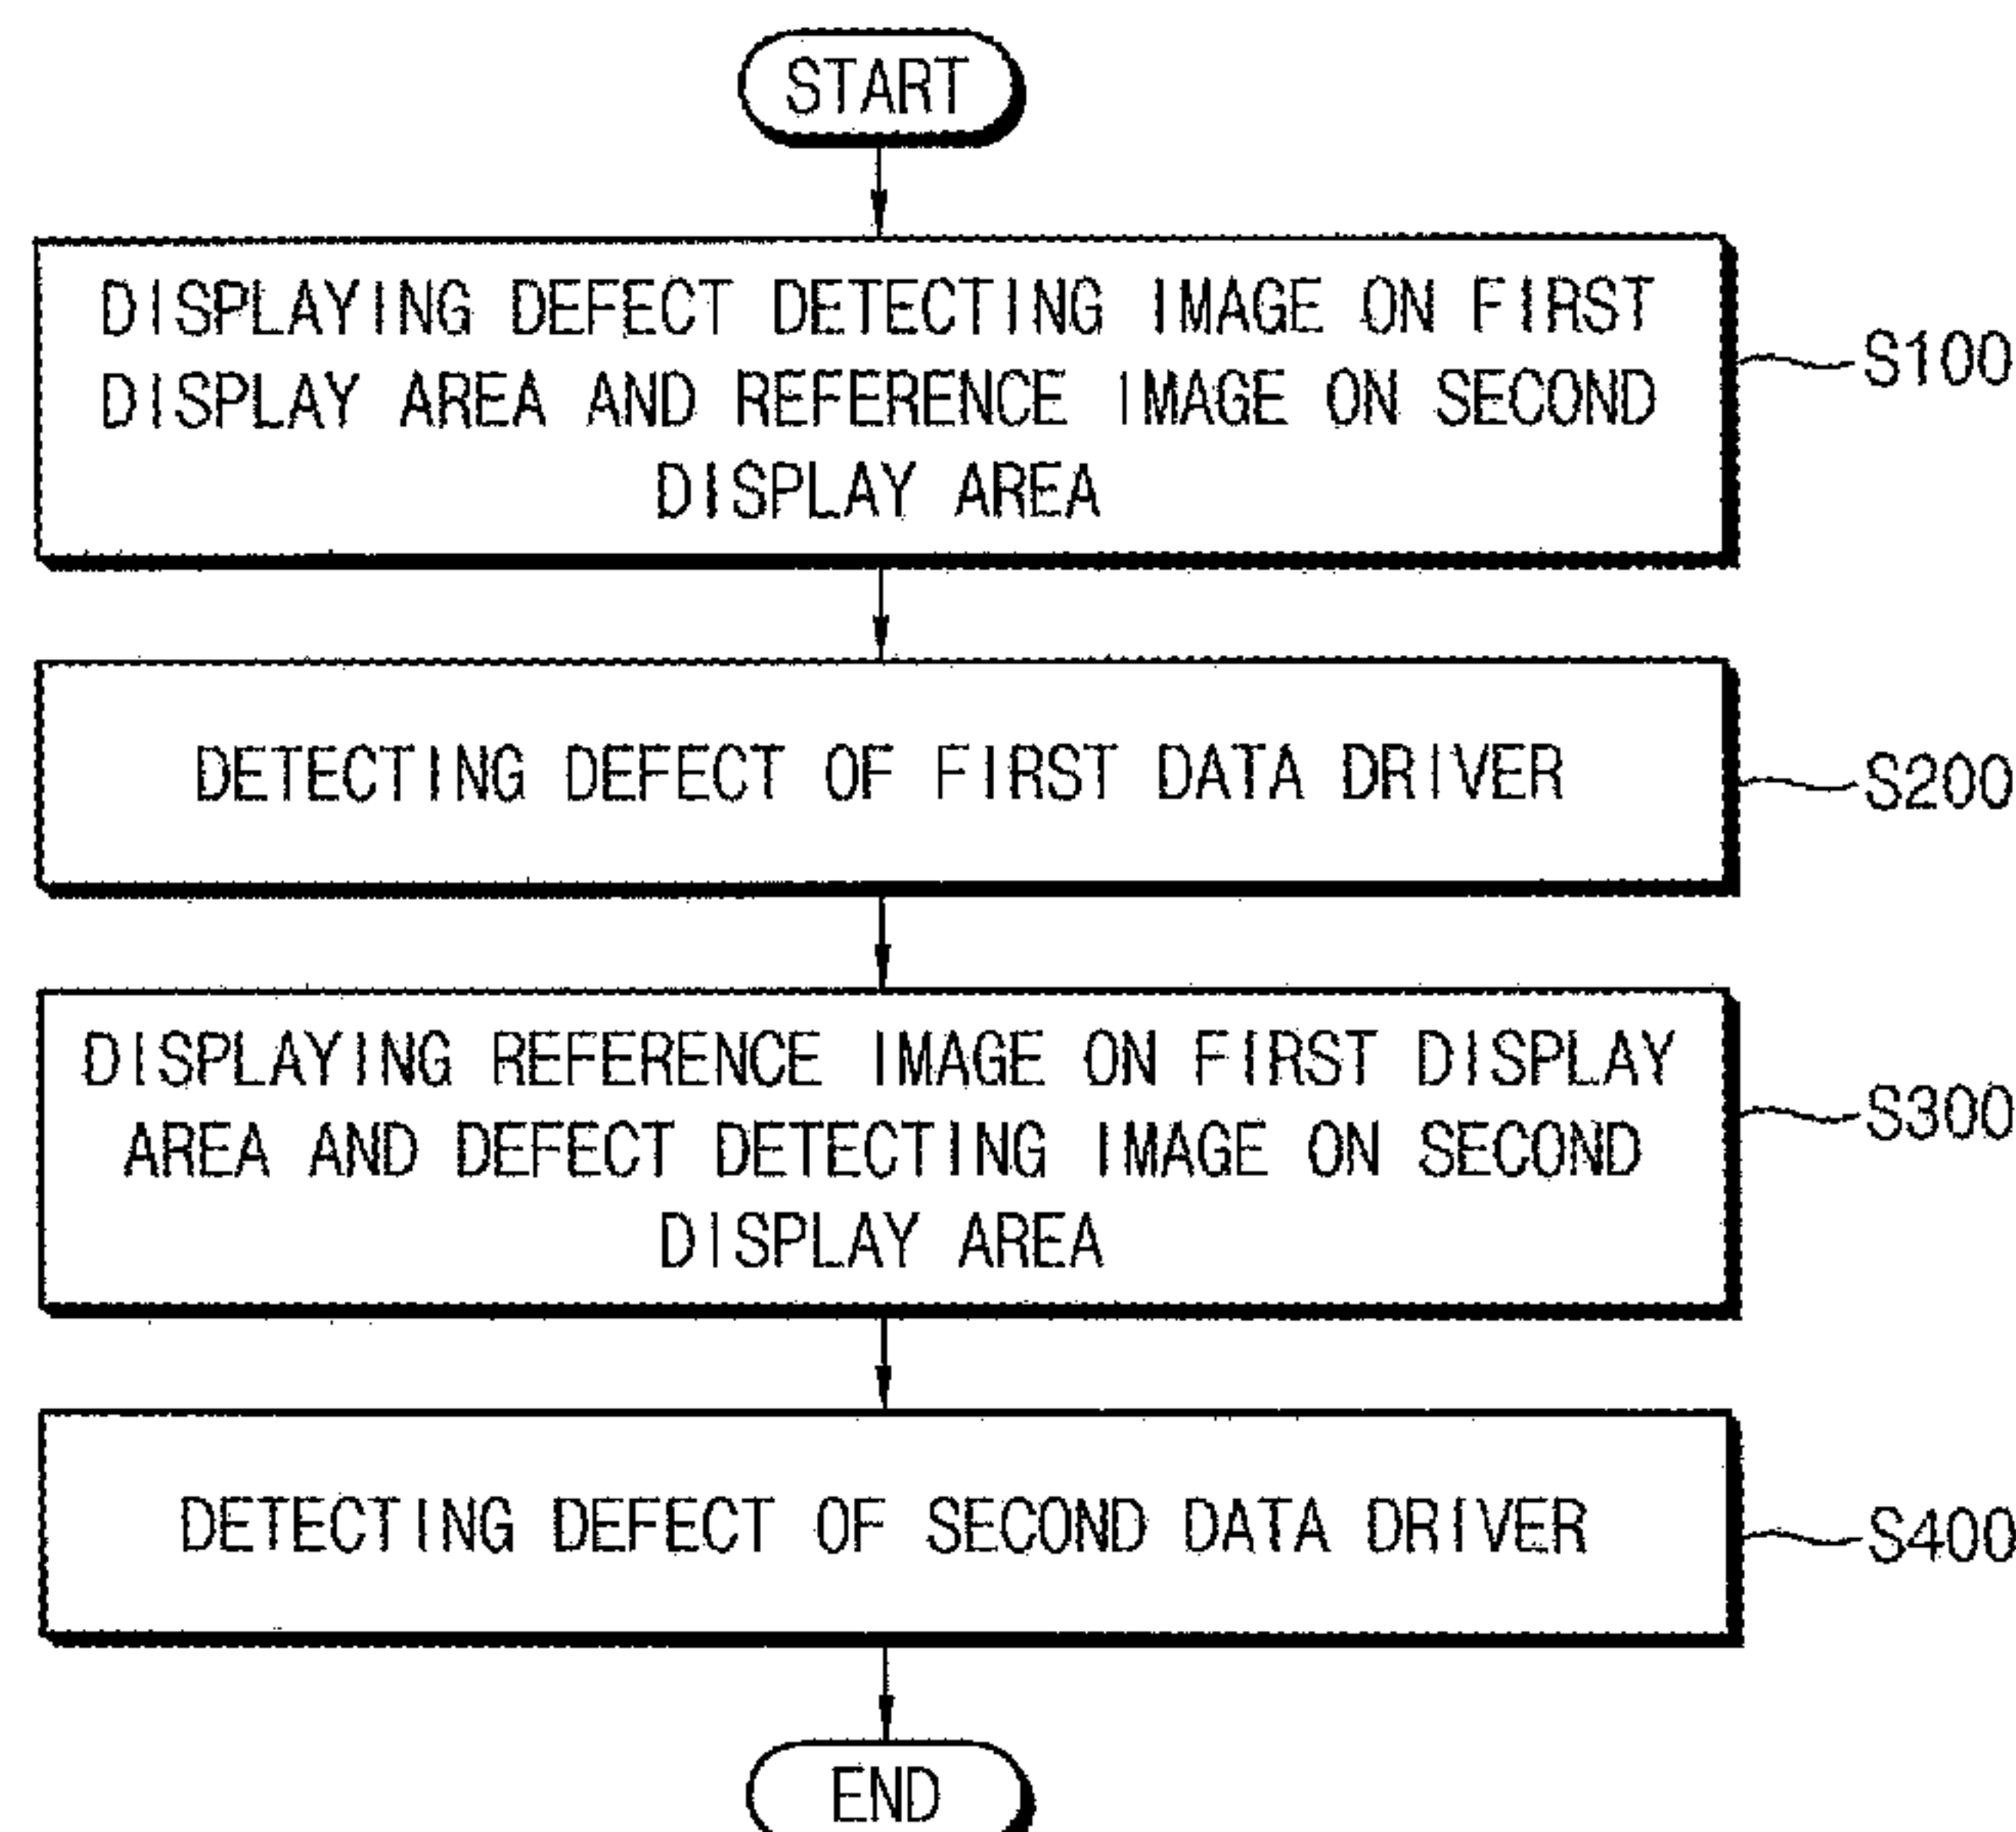 START
DISPLAYING DEFECT DETECTING IMAGE ON FIRST
DISPLAY AREA AND REFERENCE IMAGE ON SECOND
DISPLAY AREA
S100
DETECTING DEFECT OF FIRST DATA DRIVER
S200
DISPLAYING REFERENCE IMAGE ON FIRST DISPLAY
AREA AND DEFECT DETECTING IMAGE ON SECOND
DISPLAY AREA
S300
DETECTING DEFECT OF SECOND DATA DRIVER
S400
END